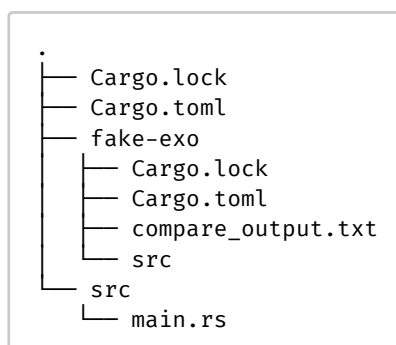 .
├── Cargo.lock
├── Cargo.toml
├── fake-exo
│   ├── Cargo.lock
│   ├── Cargo.toml
│   ├── compare_output.txt
│   └── src
└── src
    └── main.rs